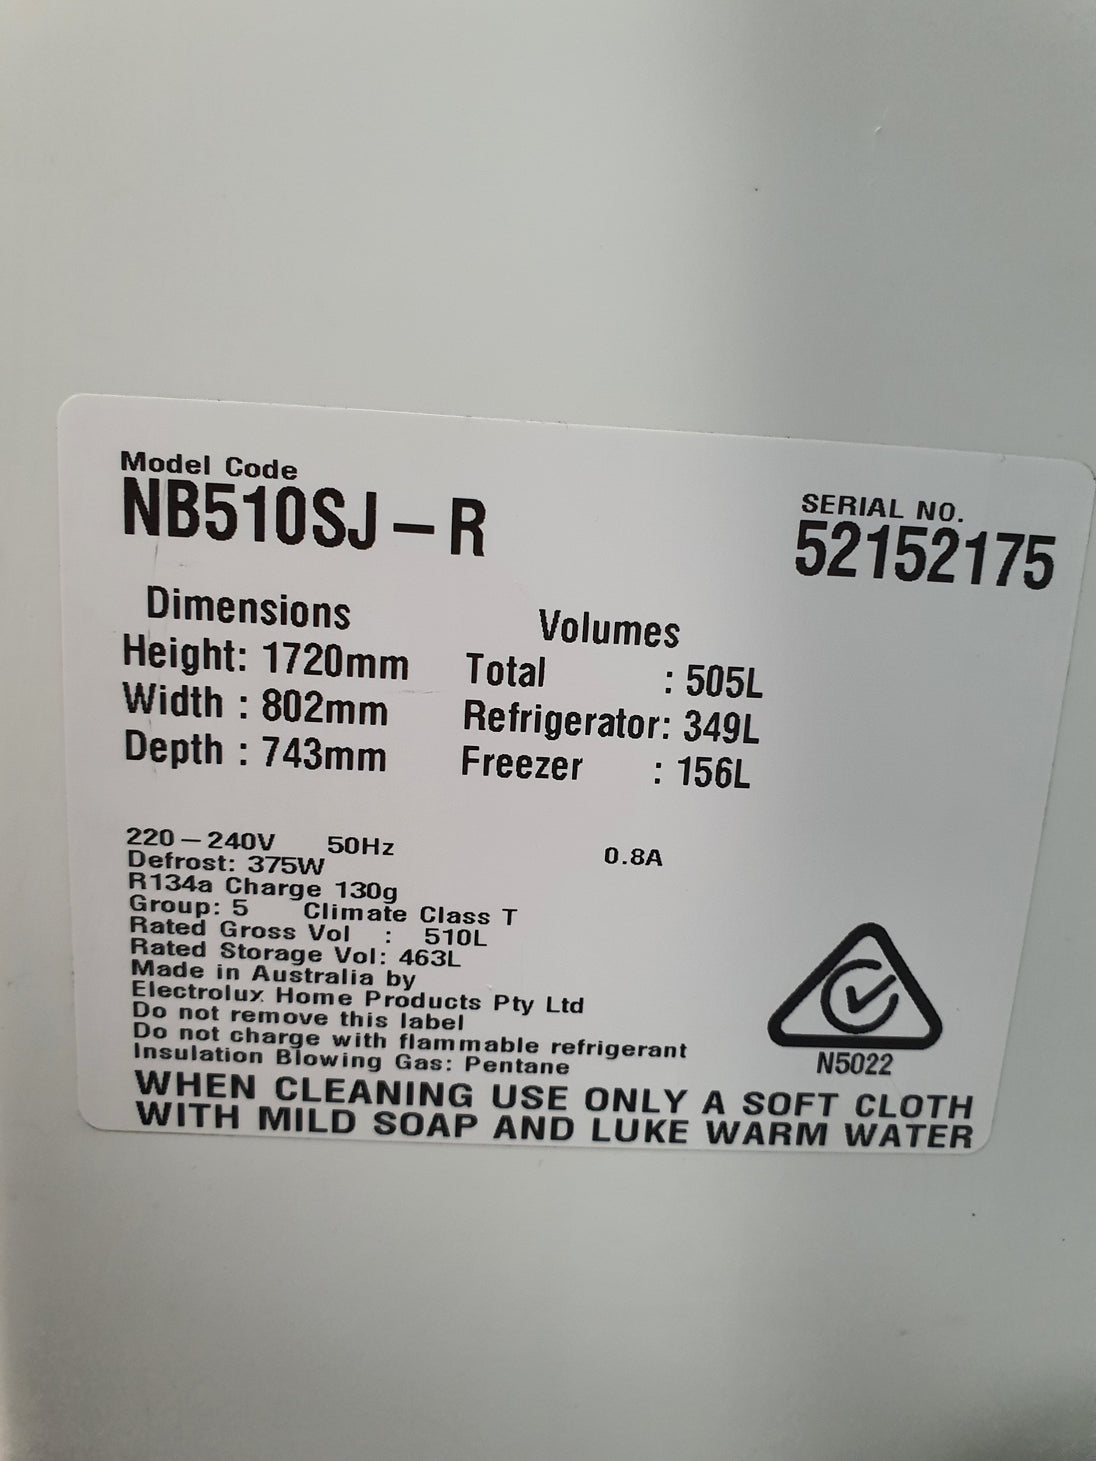 Model Code
NB510SJ – R
SERIAL NO.
52152175
Dimensions
Height: 1720mm
Width : 802mm
Depth : 743mm
Volumes
Total : 505L
Refrigerator: 349L
Freezer : 156L
220 – 240V 50Hz 0.8A
Defrost: 375W
R134a Charge 130g
Group: 5 Climate Class T
Rated Gross Vol : 510L
Rated Storage Vol: 463L
Made in Australia by
Electrolux Home Products Pty Ltd
Do not remove this label
Do not charge with flammable refrigerant
Insulation Blowing Gas: Pentane
N5022
WHEN CLEANING USE ONLY A SOFT CLOTH
WITH MILD SOAP AND LUKE WARM WATER